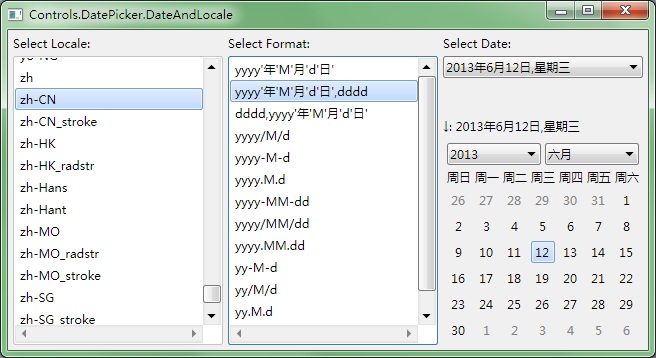 Controls.DatePicker.DateAndLocale
Select Locale:
zh
zh-CN
zh-CN_stroke
zh-HK
zh-HK_radstr
zh-Hans
zh-Hant
zh-MO
zh-MO_radstr
zh-MO_stroke
zh-SG
zh-SG_stroke
Select Format:
yyyy'年'M'月'd'日'
yyyy'年'M'月'd'日',dddd
dddd,yyyy'年'M'月'd'日'
yyyy/M/d
yyyy-M-d
yyyy.M.d
yyyy-MM-dd
yyyy/MM/dd
yyyy.MM.dd
yy-M-d
yy/M/d
yy.M.d
Select Date:
2013年6月12日,星期三
↓: 2013年6月12日,星期三
2013 六月
周日 周一 周二 周三 周四 周五 周六
26 27 28 29 30 31 1
2 3 4 5 6 7 8
9 10 11 12 13 14 15
16 17 18 19 20 21 22
23 24 25 26 27 28 29
30 1 2 3 4 5 6